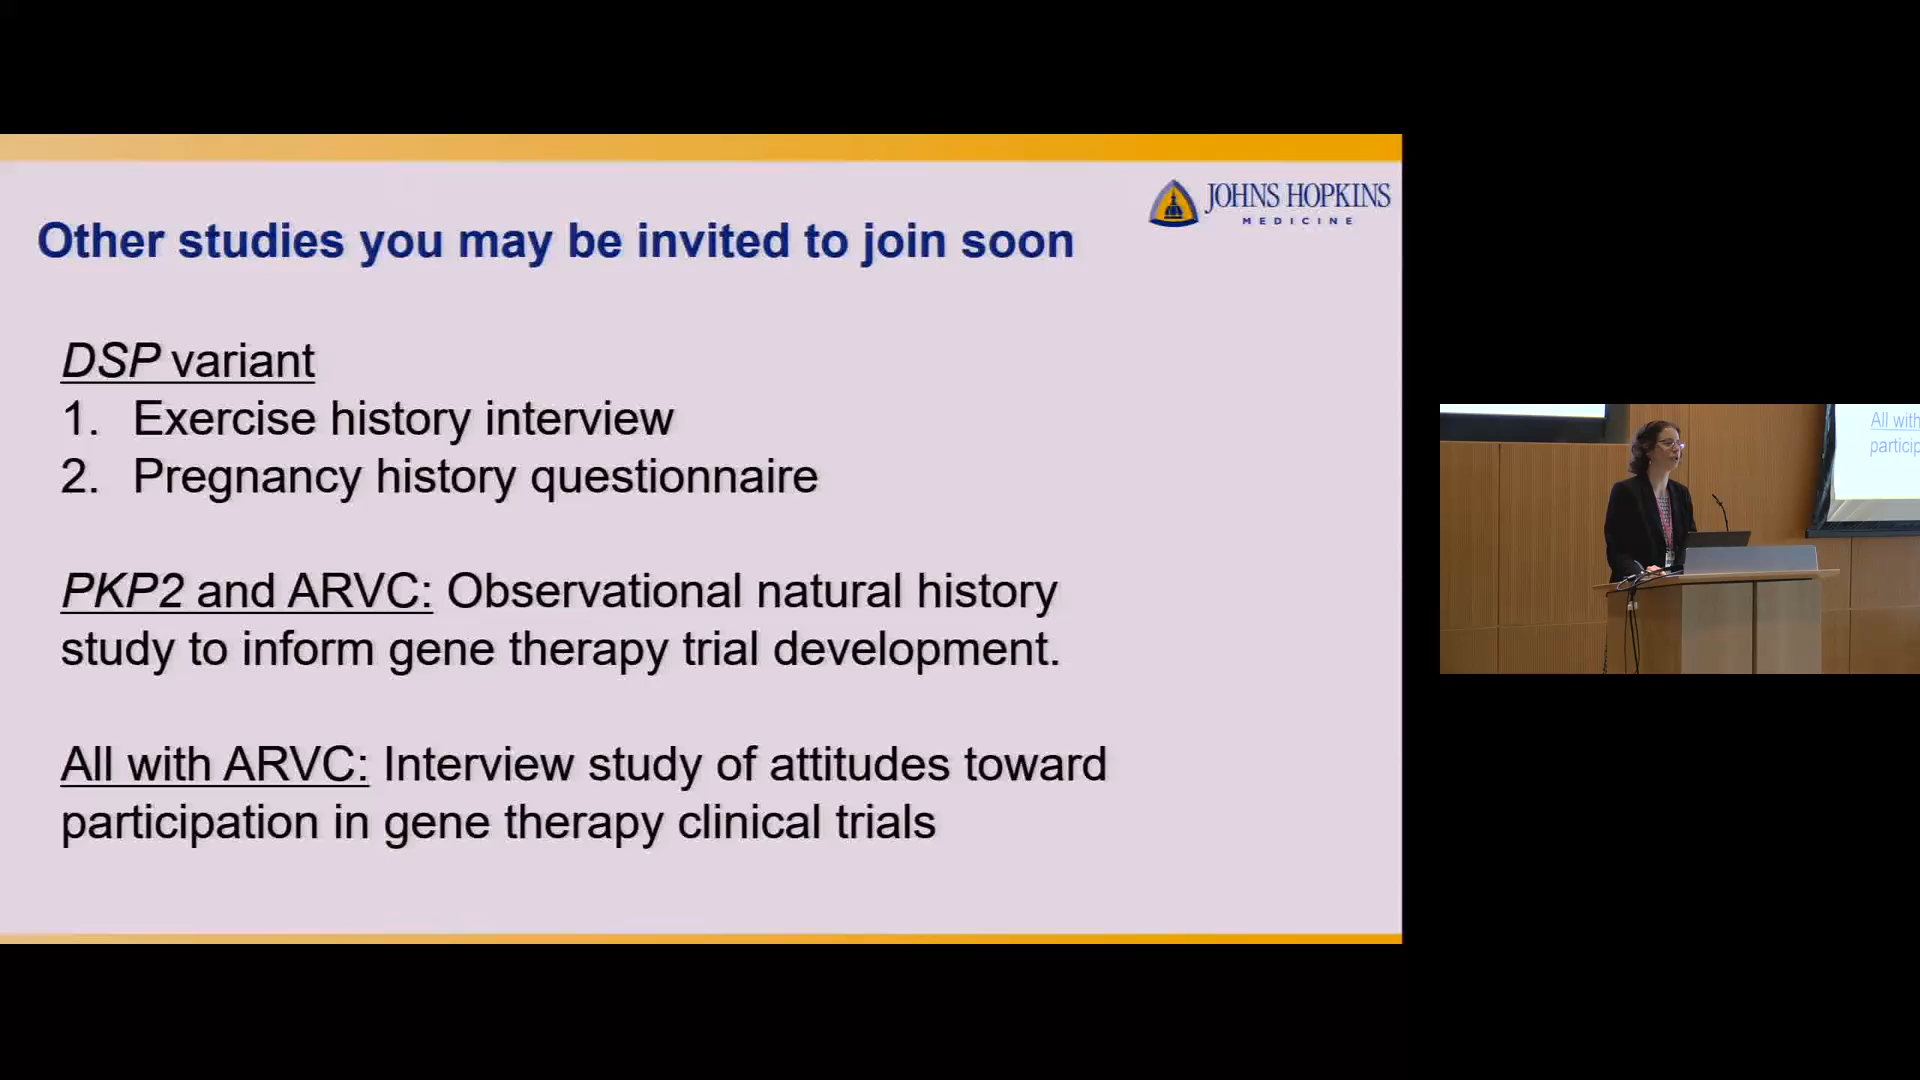 JOHNS HOPKINS
MEDICINE
Other studies you may be invited to join soon
DSP variant
1. Exercise history interview
2. Pregnancy history questionnaire
PKP2 and ARVC: Observational natural history
study to inform gene therapy trial development.
All with ARVC: Interview study of attitudes toward
participation in gene therapy clinical trials
All with